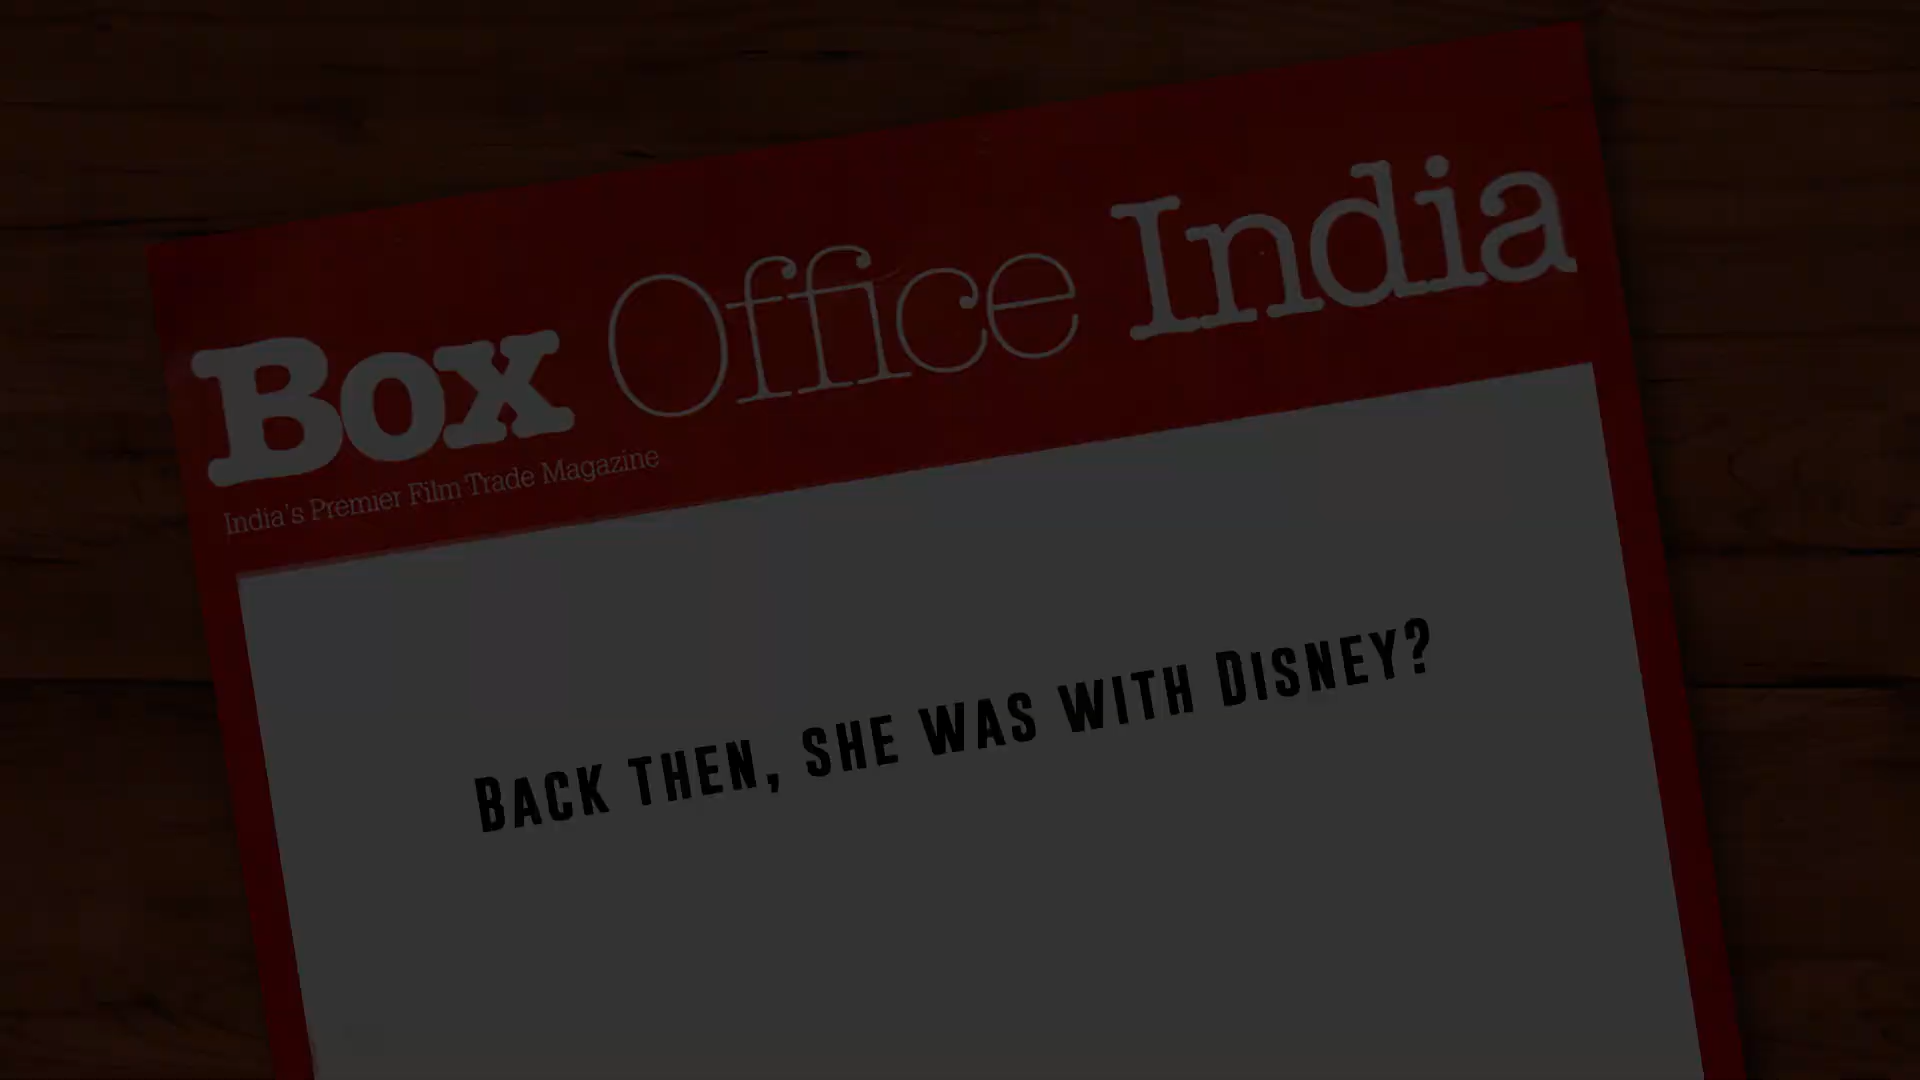 Box Office India
India's Premier Film Trade Magazine
Back then, she was with Disney?